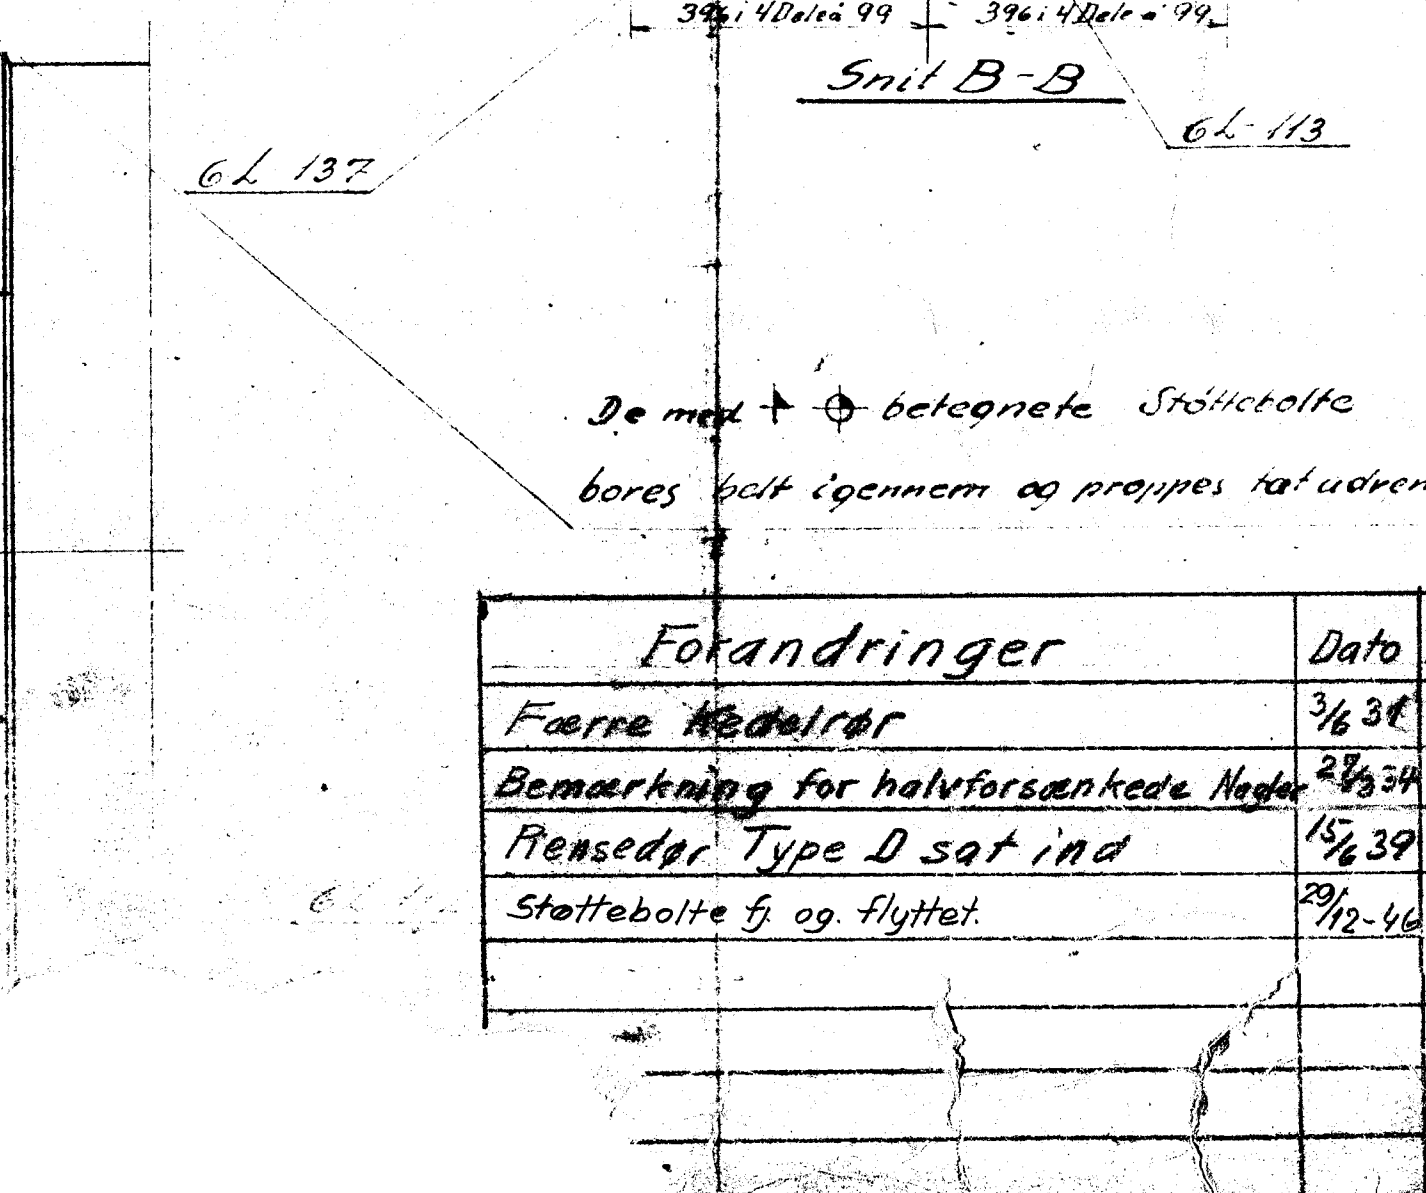 396 i 4 Dele á 99 396 i 4 Dele á 99
Snit B-B
6L-113
6L 137
De med betegnete Støttebolte
bores helt igennem og proppes tæt udven
Forandringer Dato
Færre Kedelrør 3/6 31
Bemærkning for halvforsænkede Nagler 27/3 34
Rensedør Type D sat ind 15/6 39
Støttebolte fj. og. flyttet. 29/12-46
6L